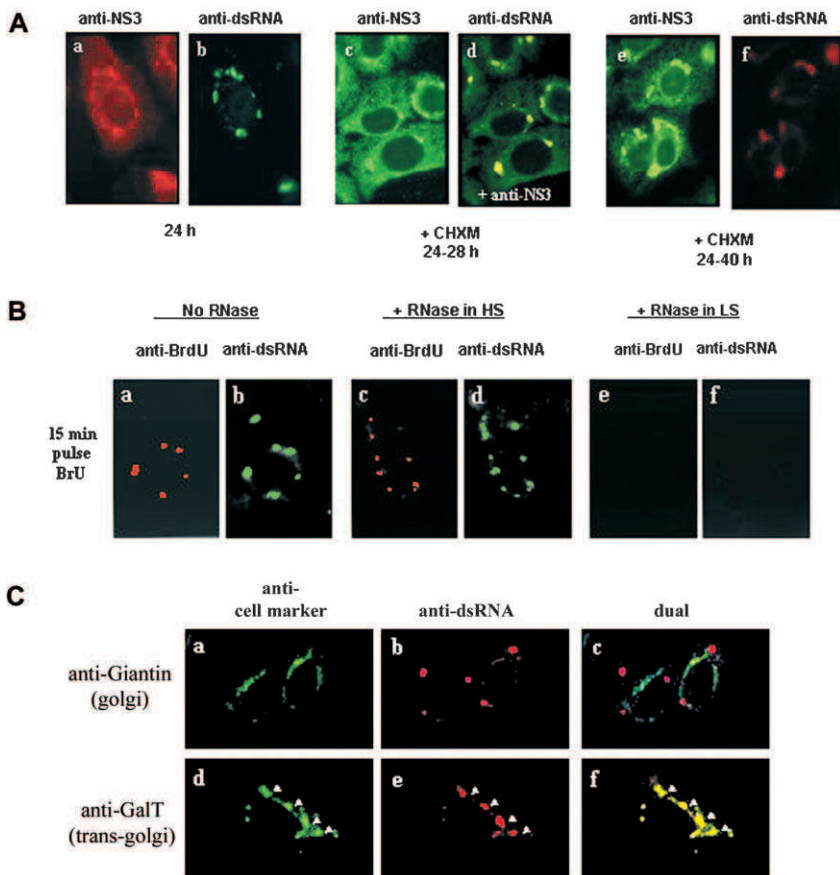 A
anti-NS3 anti-dsRNA anti-NS3 anti-dsRNA anti-NS3 anti-dsRNA
a b c d e f
+ anti-NS3
24 h
+ CHXM
24-28 h
+ CHXM
24-40 h
B
No RNase + RNase in HS + RNase in LS
anti-BrdU anti-dsRNA anti-BrdU anti-dsRNA anti-BrdU anti-dsRNA
a b c d e f
15 min
pulse
BrU
C
anti-
cell marker
anti-dsRNA
dual
a b c
anti-Giantin
(golgi)
d e f
anti-GalT
(trans-golgi)